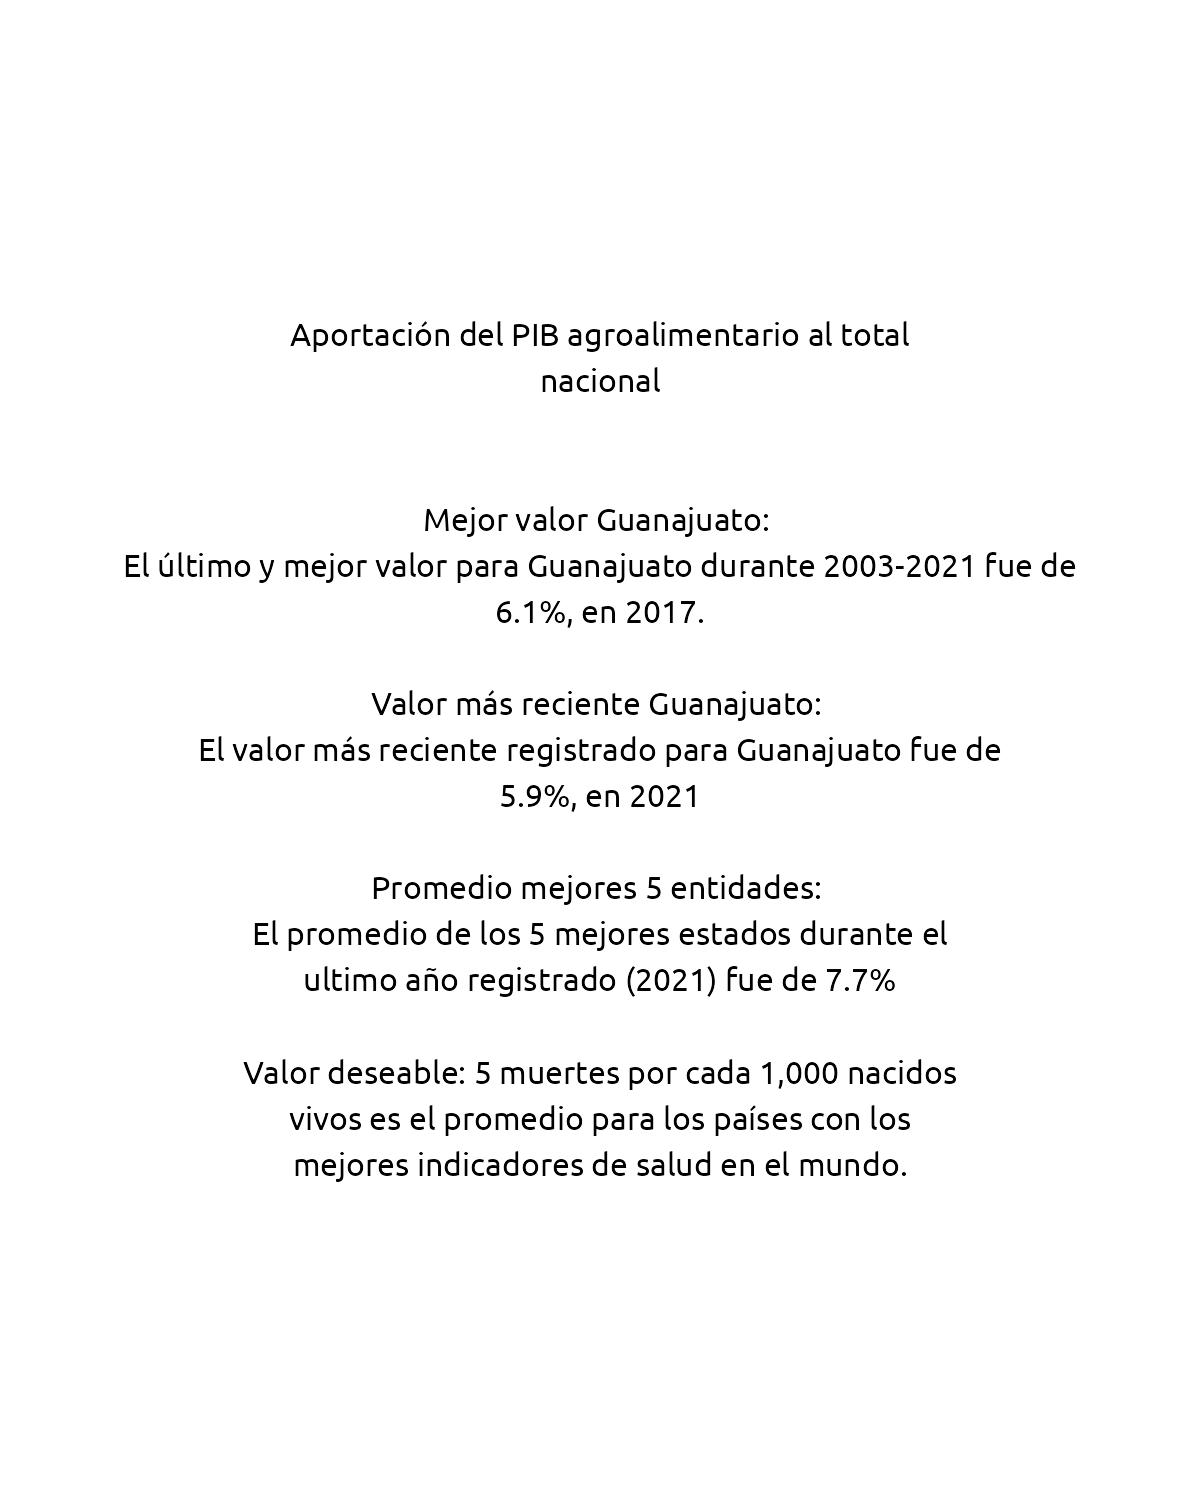 Aportación del PIB agroalimentario al total
nacional
Mejor valor Guanajuato:
El último y mejor valor para Guanajuato durante 2003-2021 fue de
6.1%, en 2017.
Valor más reciente Guanajuato:
El valor más reciente registrado para Guanajuato fue de
5.9%, en 2021
Promedio mejores 5 entidades:
El promedio de los 5 mejores estados durante el
ultimo año registrado (2021) fue de 7.7%
Valor deseable: 5 muertes por cada 1,000 nacidos
vivos es el promedio para los países con los
mejores indicadores de salud en el mundo.